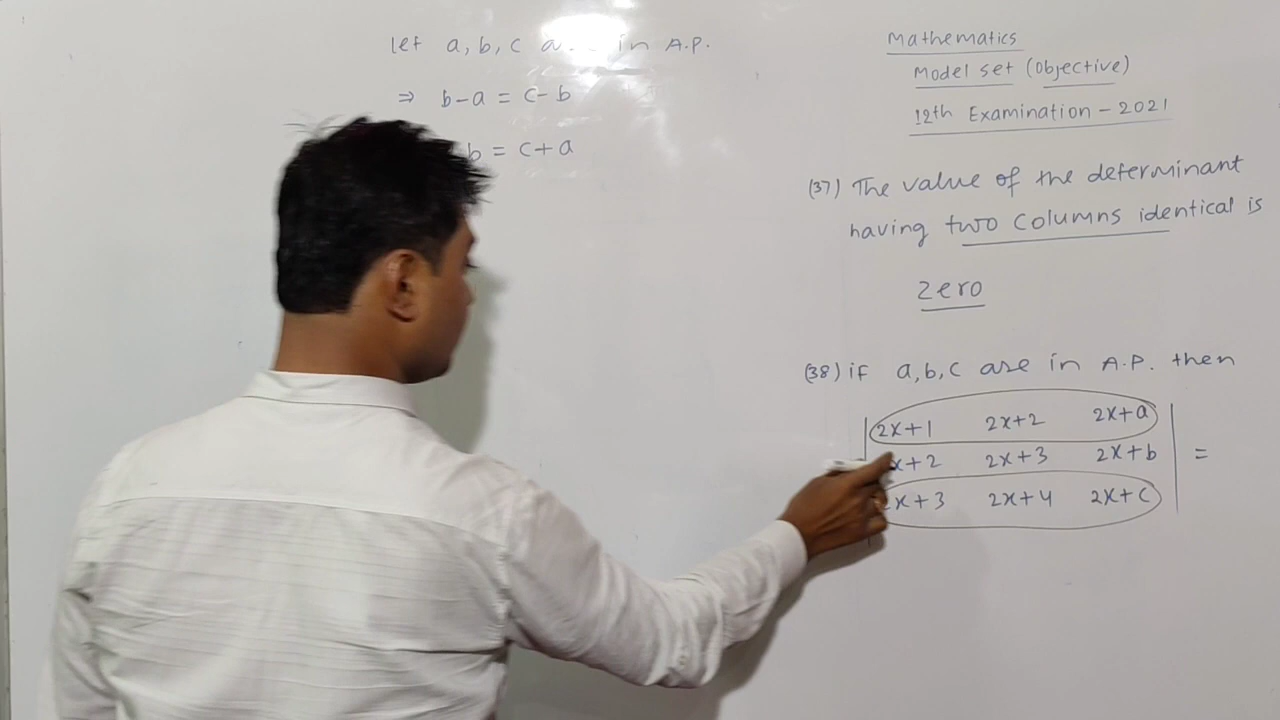 let a, b, c a in A.P.
⇒ b-a = c-b
b = c+a
Mathematics
Model set (objective)
12th Examination - 2021
(37) The value of the determinant
having two columns identical is
zero
(38) if a,b,c are in A.P. then
2x+1 2x+2 2x+a
x+2 2x+3 2x+b =
x+3 2x+4 2x+c